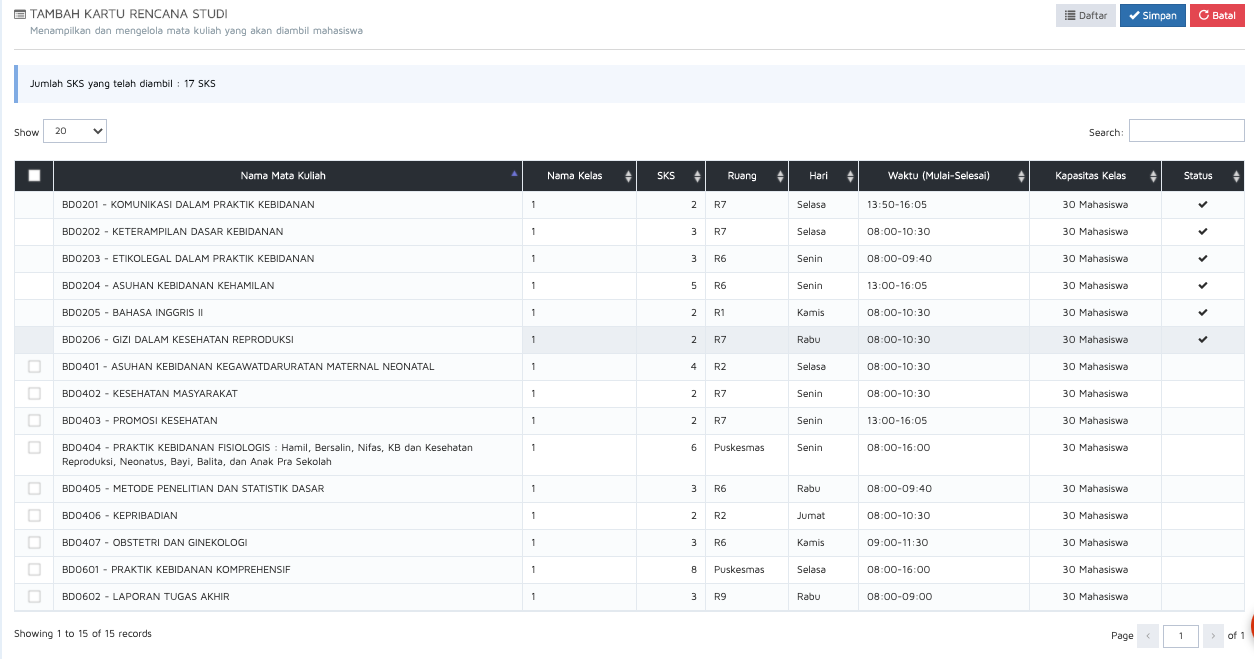 TAMBAH KARTU RENCANA STUDI
Menampilkan dan mengelola mata kuliah yang akan diambil mahasiswa
Daftar Simpan Batal
Jumlah SKS yang telah diambil : 17 SKS
Show 20 Search:
Nama Mata Kuliah Nama Kelas SKS Ruang Hari Waktu (Mulai-Selesai) Kapasitas Kelas Status
BD0201 - KOMUNIKASI DALAM PRAKTIK KEBIDANAN 1 2 R7 Selasa 13:50-16:05 30 Mahasiswa ✔
BD0202 - KETERAMPILAN DASAR KEBIDANAN 1 3 R7 Selasa 08:00-10:30 30 Mahasiswa ✔
BD0203 - ETIKOLEGAL DALAM PRAKTIK KEBIDANAN 1 3 R6 Senin 08:00-09:40 30 Mahasiswa ✔
BD0204 - ASUHAN KEBIDANAN KEHAMILAN 1 5 R6 Senin 13:00-16:05 30 Mahasiswa ✔
BD0205 - BAHASA INGGRIS II 1 2 R1 Kamis 08:00-10:30 30 Mahasiswa ✔
BD0206 - GIZI DALAM KESEHATAN REPRODUKSI 1 2 R7 Rabu 08:00-10:30 30 Mahasiswa ✔
BD0401 - ASUHAN KEBIDANAN KEGAWATDARURATAN MATERNAL NEONATAL 1 4 R2 Selasa 08:00-10:30 30 Mahasiswa
BD0402 - KESEHATAN MASYARAKAT 1 2 R7 Senin 08:00-10:30 30 Mahasiswa
BD0403 - PROMOSI KESEHATAN 1 2 R7 Senin 13:00-16:05 30 Mahasiswa
BD0404 - PRAKTIK KEBIDANAN FISIOLOGIS : Hamil, Bersalin, Nifas, KB dan Kesehatan 1 6 Puskesmas Senin 08:00-16:00 30 Mahasiswa
Reproduksi, Neonatus, Bayi, Balita, dan Anak Pra Sekolah
BD0405 - METODE PENELITIAN DAN STATISTIK DASAR 1 3 R6 Rabu 08:00-09:40 30 Mahasiswa
BD0406 - KEPRIBADIAN 1 2 R2 Jumat 08:00-10:30 30 Mahasiswa
BD0407 - OBSTETRI DAN GINEKOLOGI 1 3 R6 Kamis 09:00-11:30 30 Mahasiswa
BD0601 - PRAKTIK KEBIDANAN KOMPREHENSIF 1 8 Puskesmas Selasa 08:00-16:00 30 Mahasiswa
BD0602 - LAPORAN TUGAS AKHIR 1 3 R9 Rabu 08:00-09:00 30 Mahasiswa
Showing 1 to 15 of 15 records Page 1 of 1